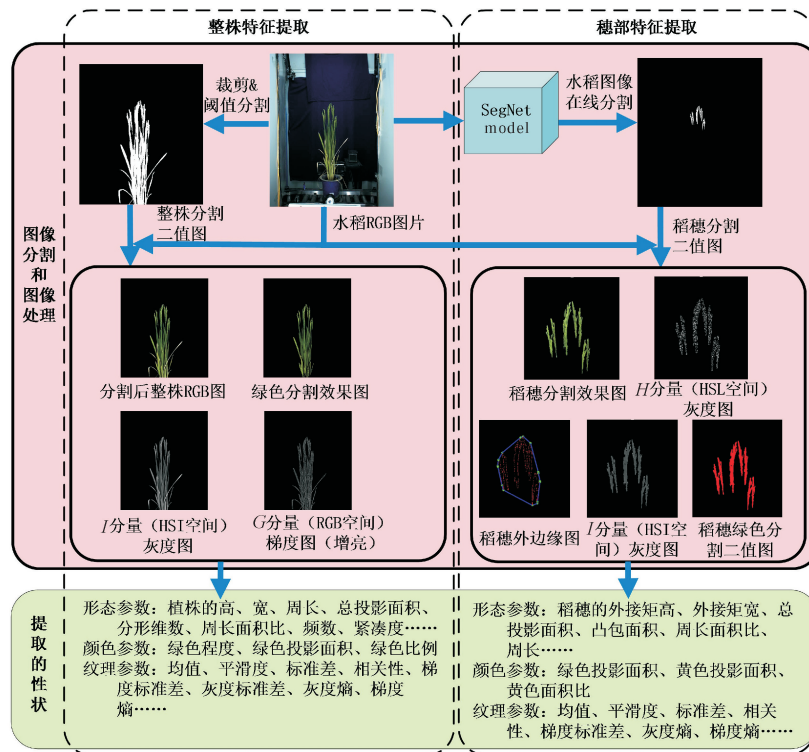 整株特征提取
穗部特征提取
裁剪&
阈值分割
SegNet
model
水稻图像
在线分割
整株分割
二值图
水稻RGB图片
稻穗分割
二值图
图像
分割
和
图像
处理
分割后整株RGB图
绿色分割效果图
I分量（HSI空间）
灰度图
G分量（RGB空间）
梯度图（增亮）
稻穗分割效果图
H分量（HSL空间）
灰度图
稻穗外边缘图
I分量（HSI空
间）灰度图
稻穗绿色分
割二值图
提
取
的
性
状
形态参数：植株的高、宽、周长、总投影面积、
分形维数、周长面积比、频数、紧凑度……
颜色参数：绿色程度、绿色投影面积、绿色比例
纹理参数：均值、平滑度、标准差、相关性、梯
度标准差、灰度标准差、灰度熵、梯度
熵……
形态参数：稻穗的外接矩高、外接矩宽、总
投影面积、凸包面积、周长面积比、
周长……
颜色参数：绿色投影面积、黄色投影面积、
黄色面积比
纹理参数：均值、平滑度、标准差、相关
性、梯度标准差、灰度熵、梯度熵……